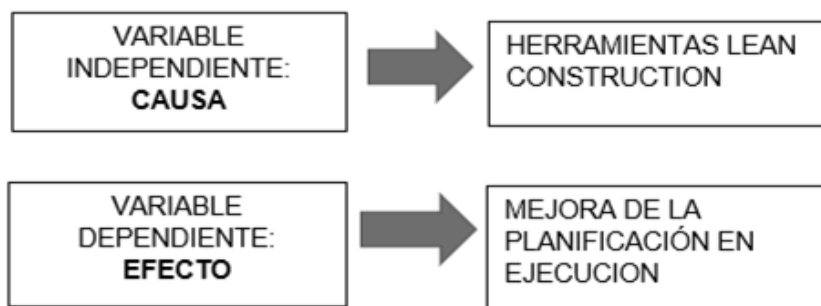 VARIABLE
INDEPENDIENTE:
CAUSA
HERRAMIENTAS LEAN
CONSTRUCTION
VARIABLE
DEPENDIENTE:
EFECTO
MEJORA DE LA
PLANIFICACIÓN EN
EJECUCION